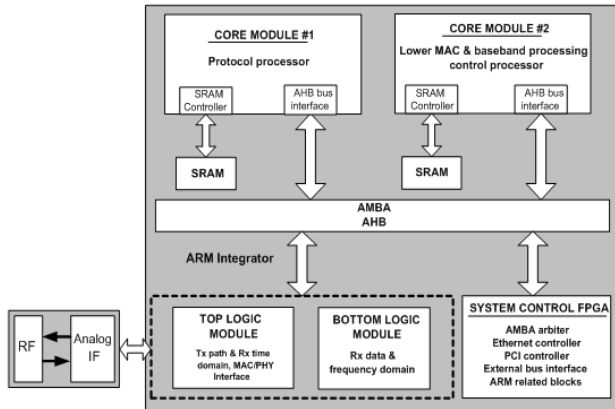 CORE MODULE #1
Protocol processor
SRAM
Controller
AHB bus
interface
SRAM
CORE MODULE #2
Lower MAC & baseband processing
control processor
SRAM
Controller
AHB bus
interface
SRAM
AMBA
AHB
ARM Integrator
RF
Analog
IF
TOP LOGIC
MODULE
Tx path & Rx time
domain, MAC/PHY
Interface
BOTTOM LOGIC
MODULE
Rx data &
frequency domain
SYSTEM CONTROL FPGA
AMBA arbiter
Ethernet controller
PCI controller
External bus interface
ARM related blocks